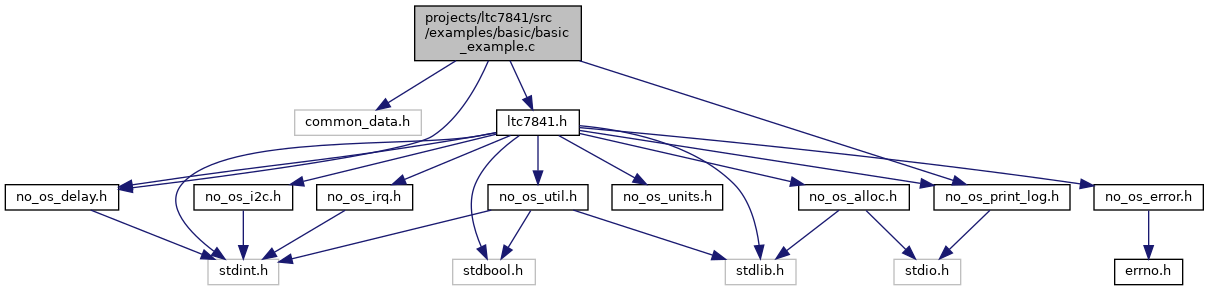 projects/ltc7841/src
/examples/basic/basic
_example.c
common_data.h
ltc7841.h
no_os_delay.h
no_os_i2c.h
no_os_irq.h
no_os_util.h
no_os_units.h
no_os_alloc.h
no_os_print_log.h
no_os_error.h
stdint.h
stdbool.h
stdlib.h
stdio.h
errno.h